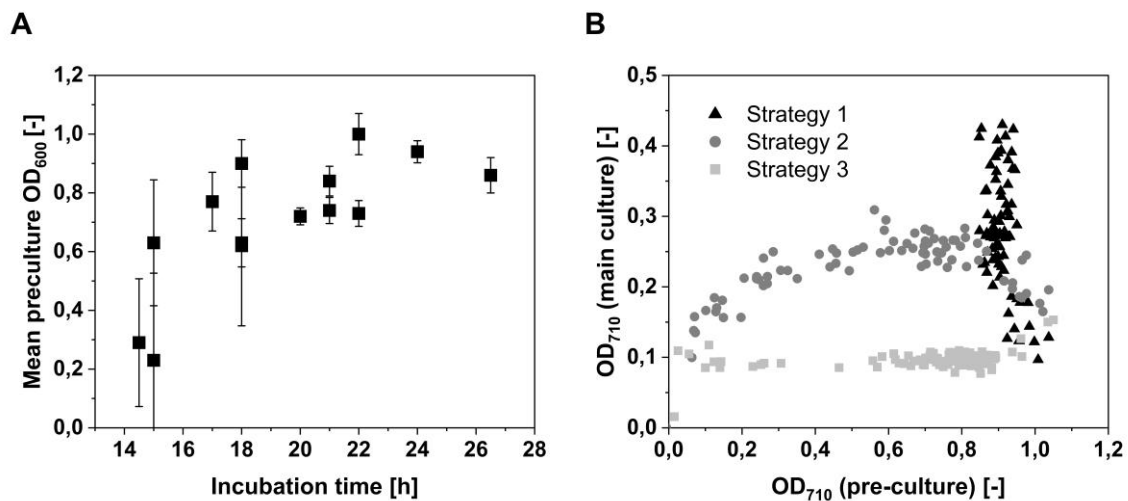 A
1,2
1,0
0,8
0,6
0,4
0,2
0,0
Mean preculture OD600 [-]
14 16 18 20 22 24 26 28
Incubation time [h]
B
0,5
0,4
0,3
0,2
0,1
0,0
OD710 (main culture) [-]
Strategy 1
Strategy 2
Strategy 3
0,0 0,2 0,4 0,6 0,8 1,0 1,2
OD710 (pre-culture) [-]